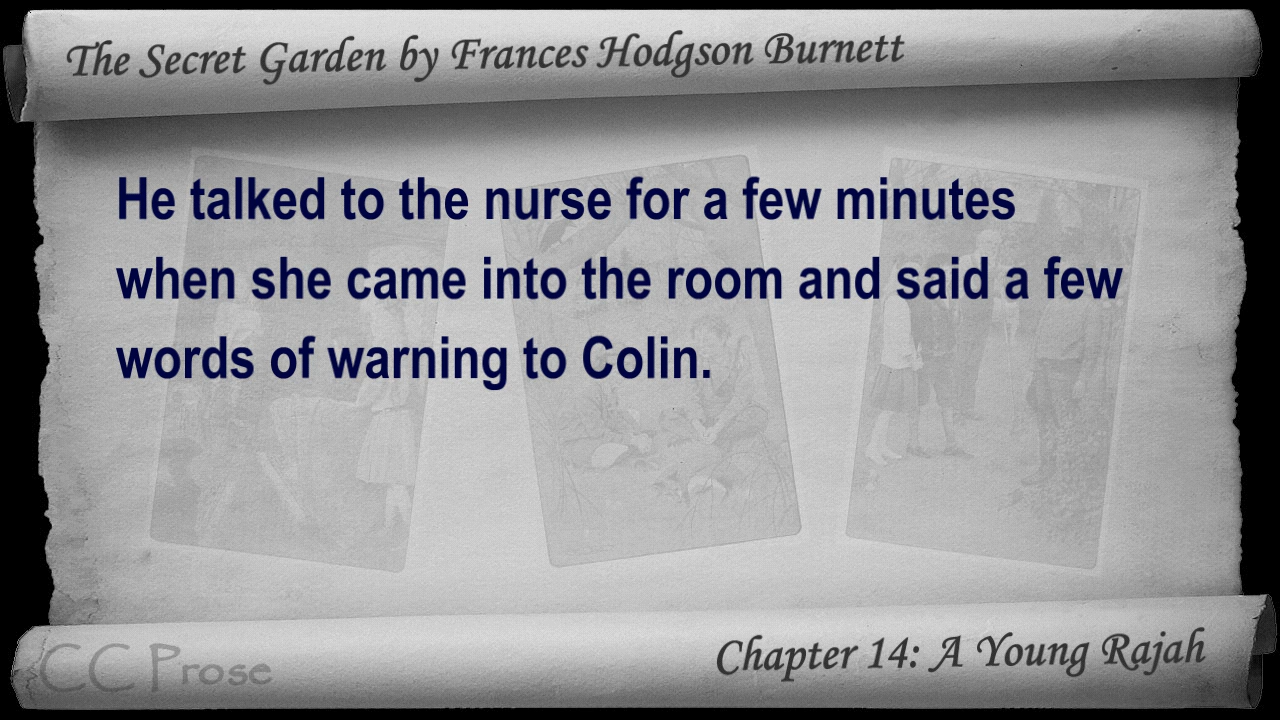 The Secret Garden by Frances Hodgson Burnett
He talked to the nurse for a few minutes
when she came into the room and said a few
words of warning to Colin.
CC Prose
Chapter 14: A Young Rajah